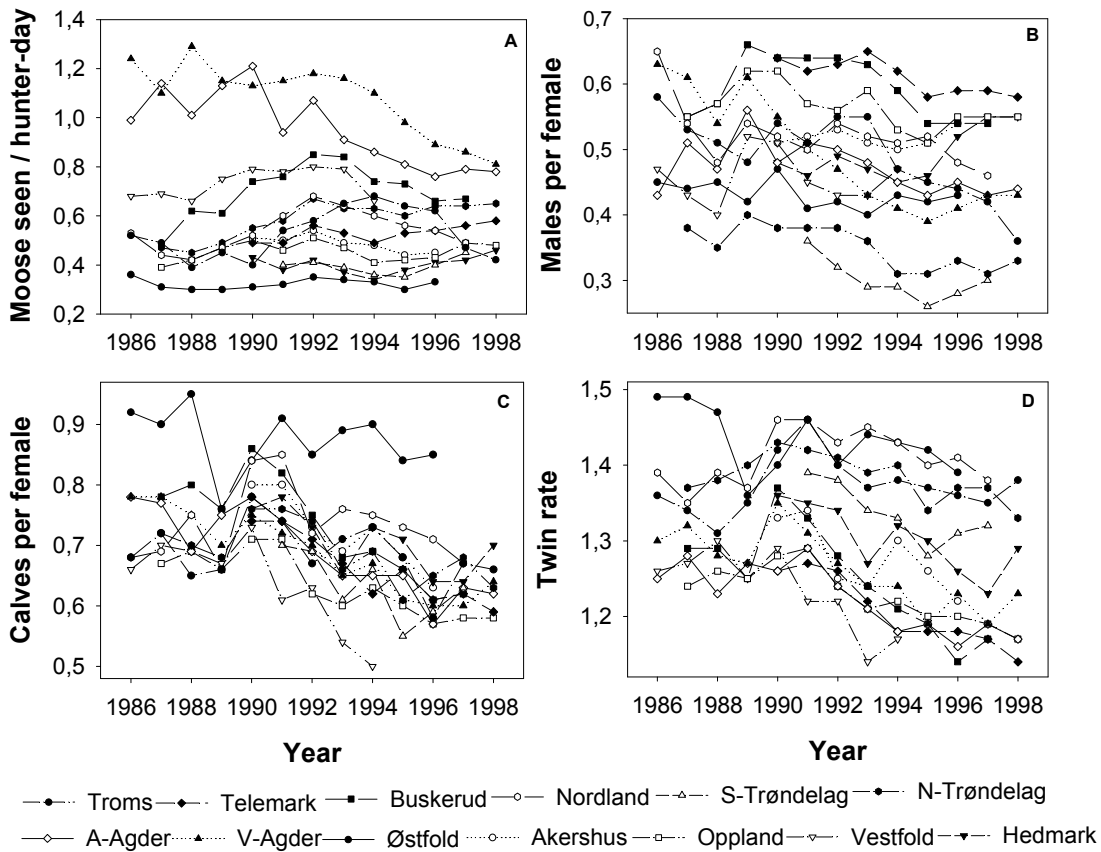 A
1,4
1,2
1,0
0,8
0,6
0,4
0,2
Moose seen / hunter-day
1986 1988 1990 1992 1994 1996 1998
B
0,7
0,6
0,5
0,4
0,3
Males per female
1986 1988 1990 1992 1994 1996 1998
C
0,9
0,8
0,7
0,6
0,5
Calves per female
1986 1988 1990 1992 1994 1996 1998
Year
D
1,5
1,4
1,3
1,2
Twin rate
1986 1988 1990 1992 1994 1996 1998
Year
Troms Telemark Buskerud Nordland S-Trøndelag N-Trøndelag
A-Agder V-Agder Østfold Akershus Oppland Vestfold Hedmark